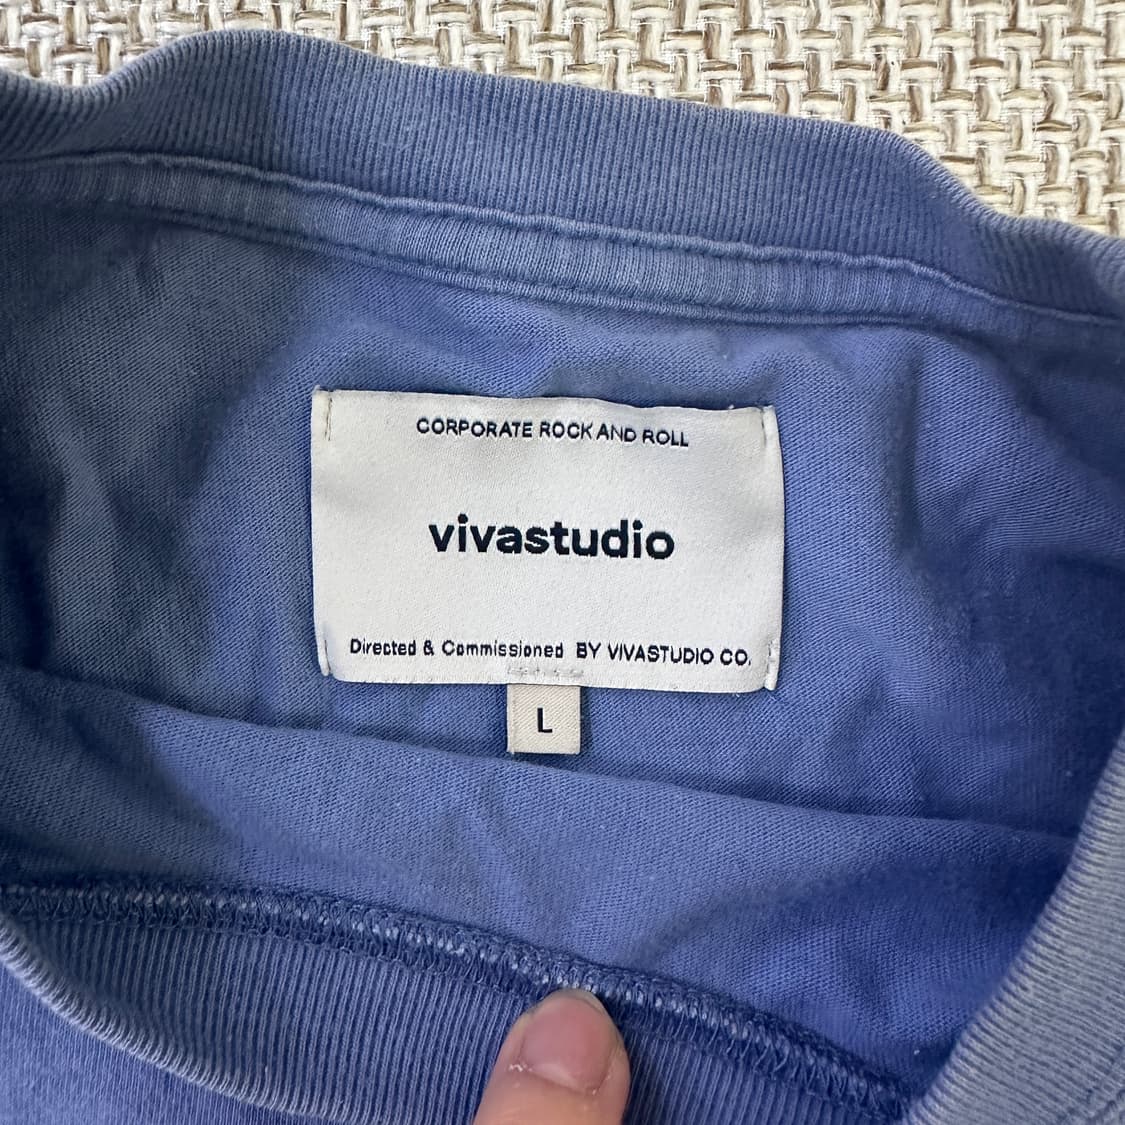 CORPORATE ROCK AND ROLL
vivastudio
Directed & Commissioned BY VIVASTUDIO CO.
L